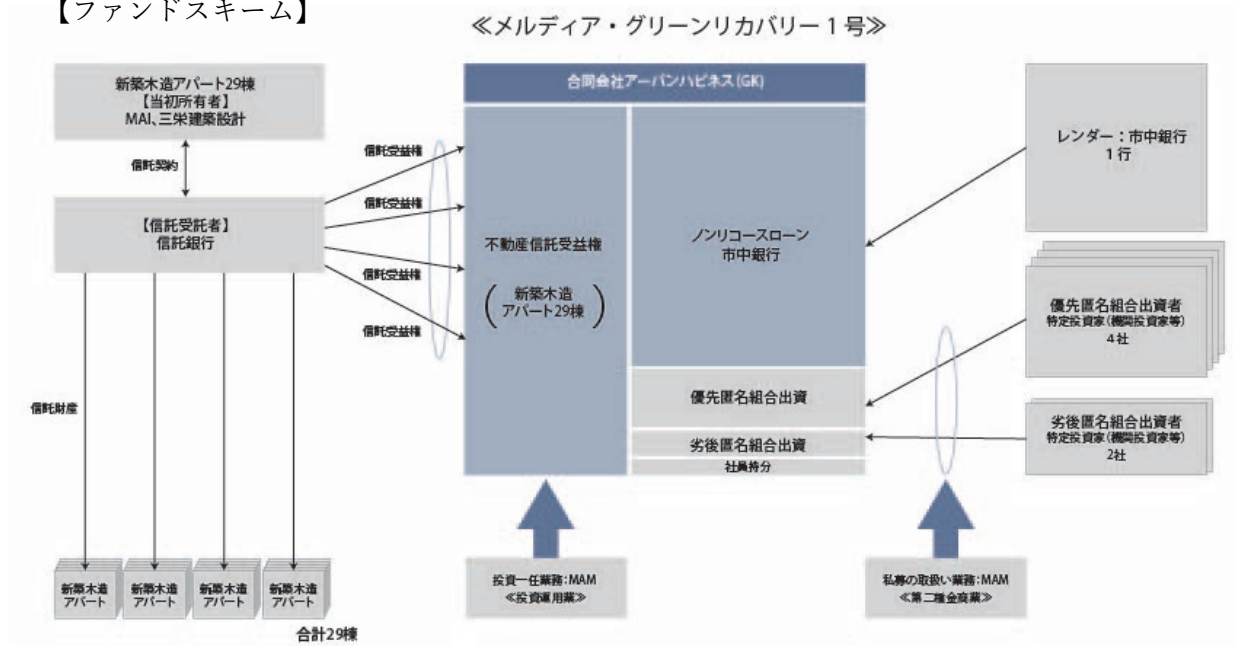 【ファンドスキーム】
≪メルディア・グリーンリカバリー1号≫
新築木造アパート29棟
【当初所有者】
MAI、三栄建築設計
信託契約
【信託受託者】
信託銀行
信託受益権
信託受益権
信託受益権
信託受益権
信託財産
新築木造
アパート
新築木造
アパート
新築木造
アパート
新築木造
アパート
合計29棟
合同会社アーバンハピネス(GK)
不動産信託受益権
(新築木造
アパート29棟)
ノンリコースローン
市中銀行
優先匿名組合出資
劣後匿名組合出資
社員持分
投資一任業務:MAM
≪投資運用業≫
レンダー:市中銀行
1行
優先匿名組合出資者
特定投資家(機関投資家等)
4社
劣後匿名組合出資者
特定投資家(機関投資家等)
2社
私募の取扱い業務:MAM
≪第二種金商業≫